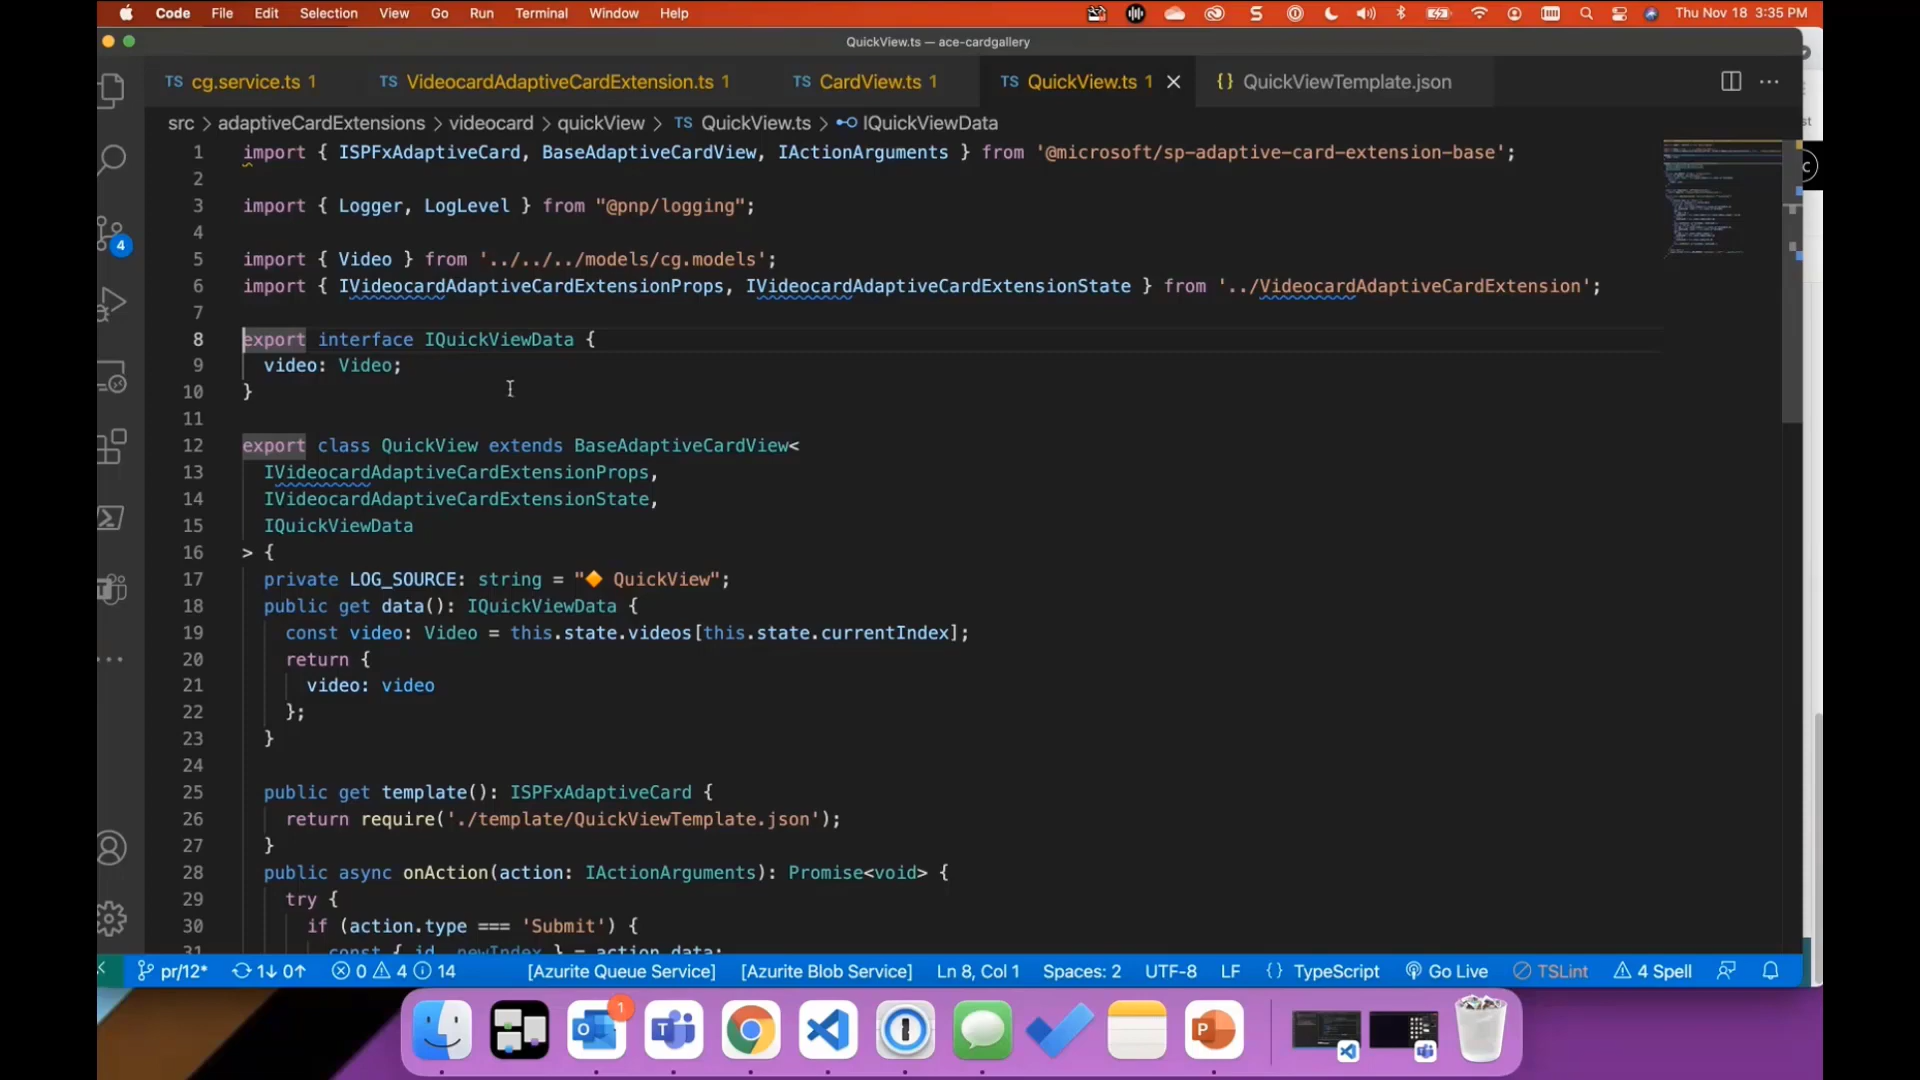 Code File Edit Selection View Go Run Terminal Window Help Thu Nov 18 3:35 PM
QuickView.ts — ace-cardgallery
TS cg.service.ts 1 TS VideocardAdaptiveCardExtension.ts 1 TS CardView.ts 1 TS QuickView.ts 1 {} QuickViewTemplate.json
src > adaptiveCardExtensions > videocard > quickView > TS QuickView.ts > IQuickViewData
1 import { ISPFxAdaptiveCard, BaseAdaptiveCardView, IActionArguments } from '@microsoft/sp-adaptive-card-extension-base';
2
3 import { Logger, LogLevel } from "@pnp/logging";
4
5 import { Video } from '../../../models/cg.models';
6 import { IVideocardAdaptiveCardExtensionProps, IVideocardAdaptiveCardExtensionState } from '../VideocardAdaptiveCardExtension';
7
8 export interface IQuickViewData {
9 video: Video;
10 }
11
12 export class QuickView extends BaseAdaptiveCardView<
13 IVideocardAdaptiveCardExtensionProps,
14 IVideocardAdaptiveCardExtensionState,
15 IQuickViewData
16 > {
17 private LOG_SOURCE: string = "🔶 QuickView";
18 public get data(): IQuickViewData {
19 const video: Video = this.state.videos[this.state.currentIndex];
20 return {
21 video: video
22 };
23 }
24
25 public get template(): ISPFxAdaptiveCard {
26 return require('./template/QuickViewTemplate.json');
27 }
28 public async onAction(action: IActionArguments): Promise<void> {
29 try {
30 if (action.type === 'Submit') {
31 const { id, newIndex } = action.data;
4
pr/12* 1↓ 0↑ 0 4 14 [Azurite Queue Service] [Azurite Blob Service] Ln 8, Col 1 Spaces: 2 UTF-8 LF {} TypeScript Go Live TSLint 4 Spell
1